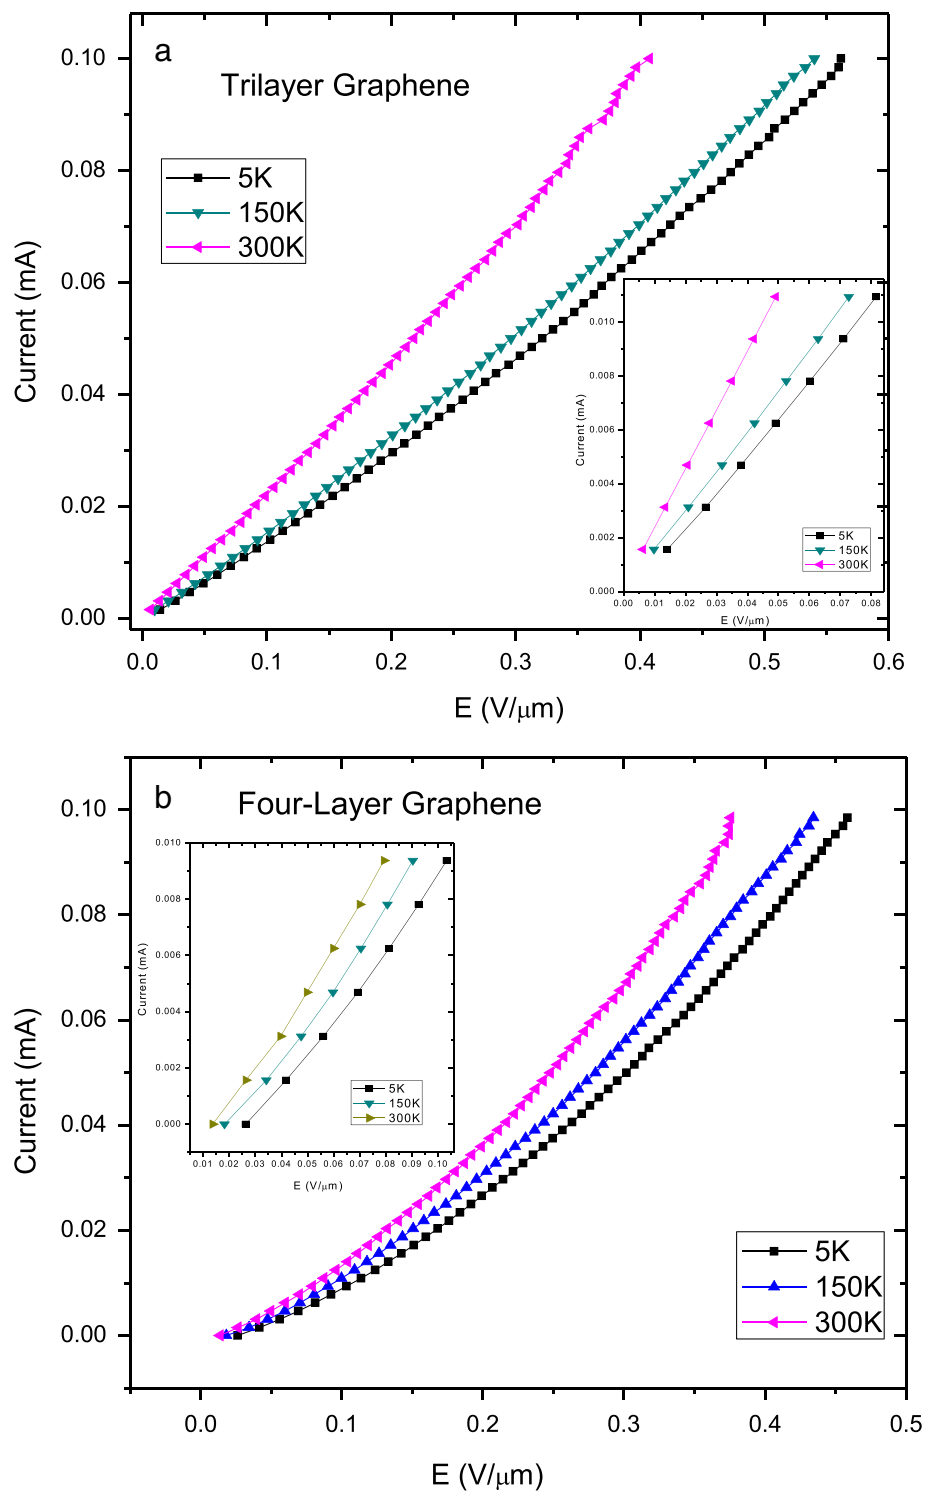 a
Trilayer Graphene
5K
150K
300K
Current (mA)
0.10
0.08
0.06
0.04
0.02
0.00
0.0 0.1 0.2 0.3 0.4 0.5 0.6
E (V/μm)
Current (mA)
0.010
0.008
0.006
0.004
0.002
0.000
5K
150K
300K
0.00 0.01 0.02 0.03 0.04 0.05 0.06 0.07 0.08
E (V/μm)
b
Four-Layer Graphene
Current (mA)
0.10
0.08
0.06
0.04
0.02
0.00
Current (mA)
0.010
0.008
0.006
0.004
0.002
0.000
5K
150K
300K
0.01 0.02 0.03 0.04 0.05 0.06 0.07 0.08 0.09 0.10
E (V/μm)
5K
150K
300K
0.0 0.1 0.2 0.3 0.4 0.5
E (V/μm)